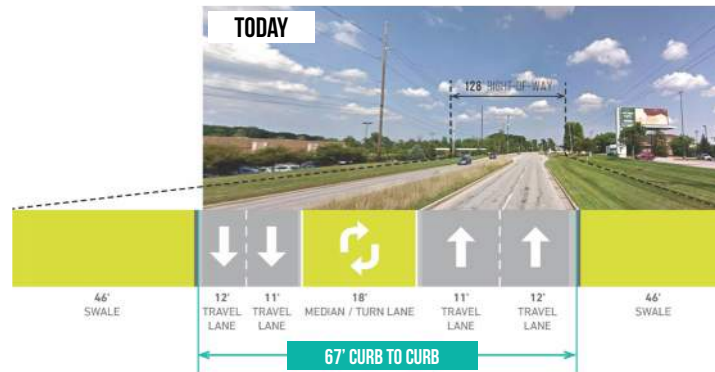 TODAY
128' RIGHT-OF-WAY
46'
SWALE
12'
TRAVEL
LANE
11'
TRAVEL
LANE
18'
MEDIAN / TURN LANE
11'
TRAVEL
LANE
12'
TRAVEL
LANE
46'
SWALE
67' CURB TO CURB